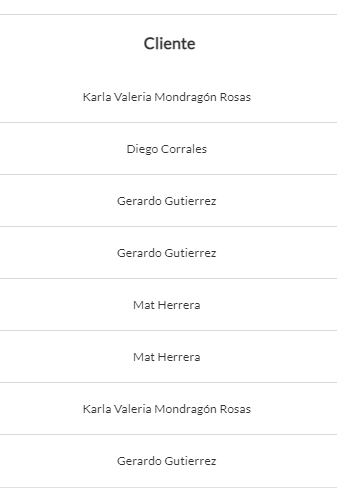 Cliente
Karla Valeria Mondragón Rosas
Diego Corrales
Gerardo Gutierrez
Gerardo Gutierrez
Mat Herrera
Mat Herrera
Karla Valeria Mondragón Rosas
Gerardo Gutierrez